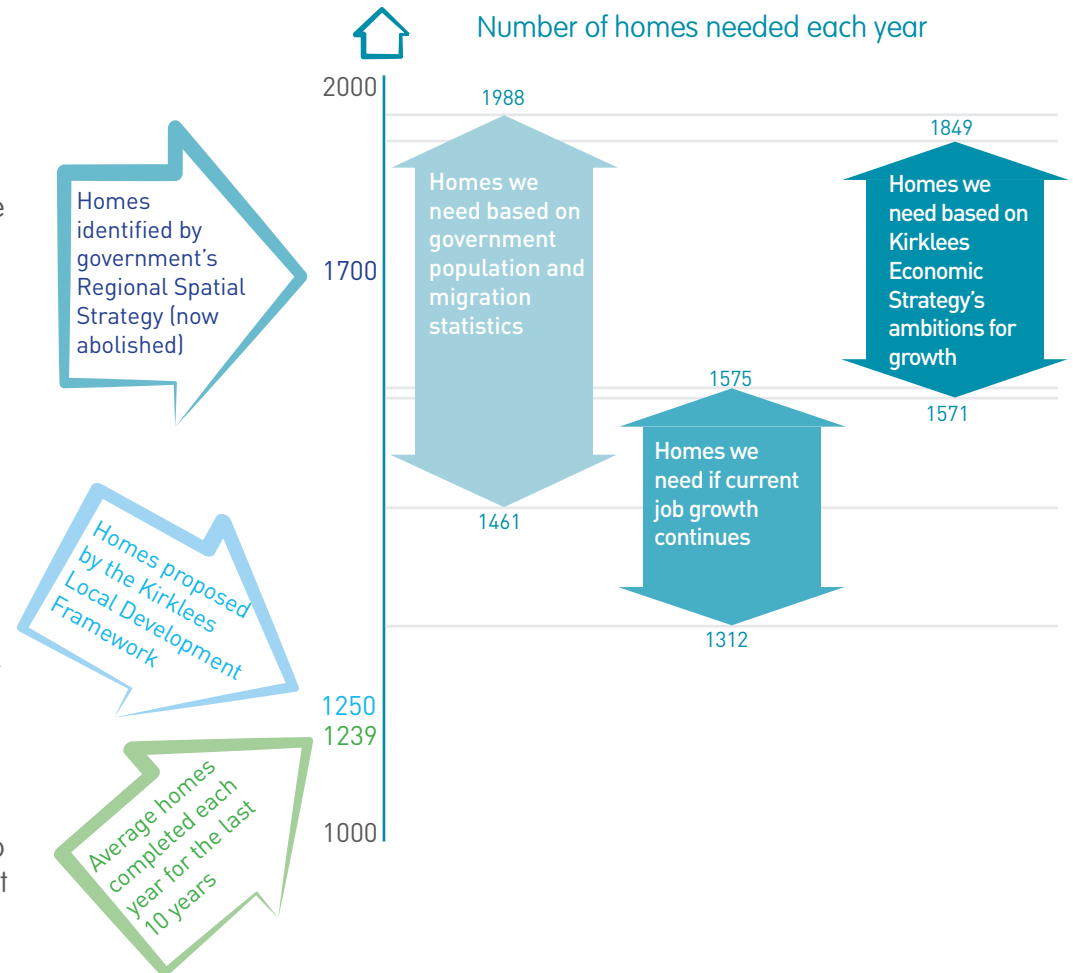 Number of homes needed each year
2000
1988
1849
Homes
identified by
government's
Regional Spatial
Strategy (now
abolished)
1700
Homes we
need based on
government
population and
migration
statistics
Homes we
need based on
Kirklees
Economic
Strategy's
ambitions for
growth
1575
1571
Homes we
need if current
job growth
continues
1461
1312
Homes proposed
by the Kirklees
Local Development
Framework
1250
1239
Average homes
completed each
year for the last
10 years
1000